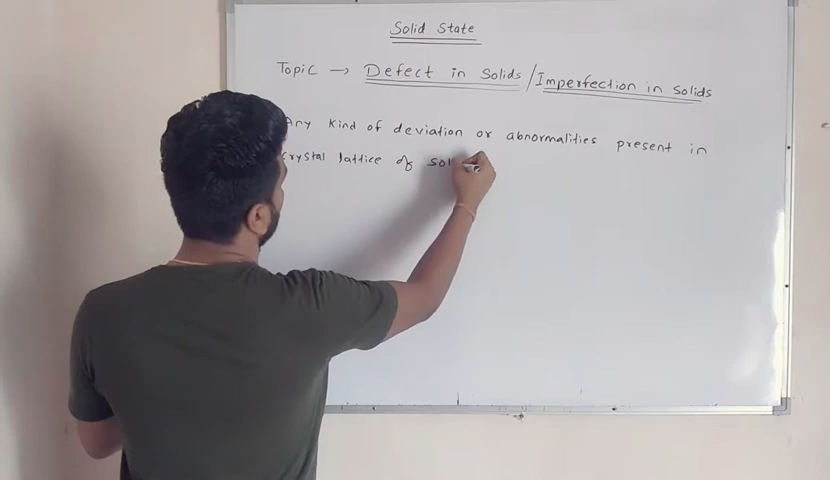 Solid State
Topic → Defect in Solids / Imperfection in Solids
Any kind of deviation or abnormalities present in
crystal lattice of sol